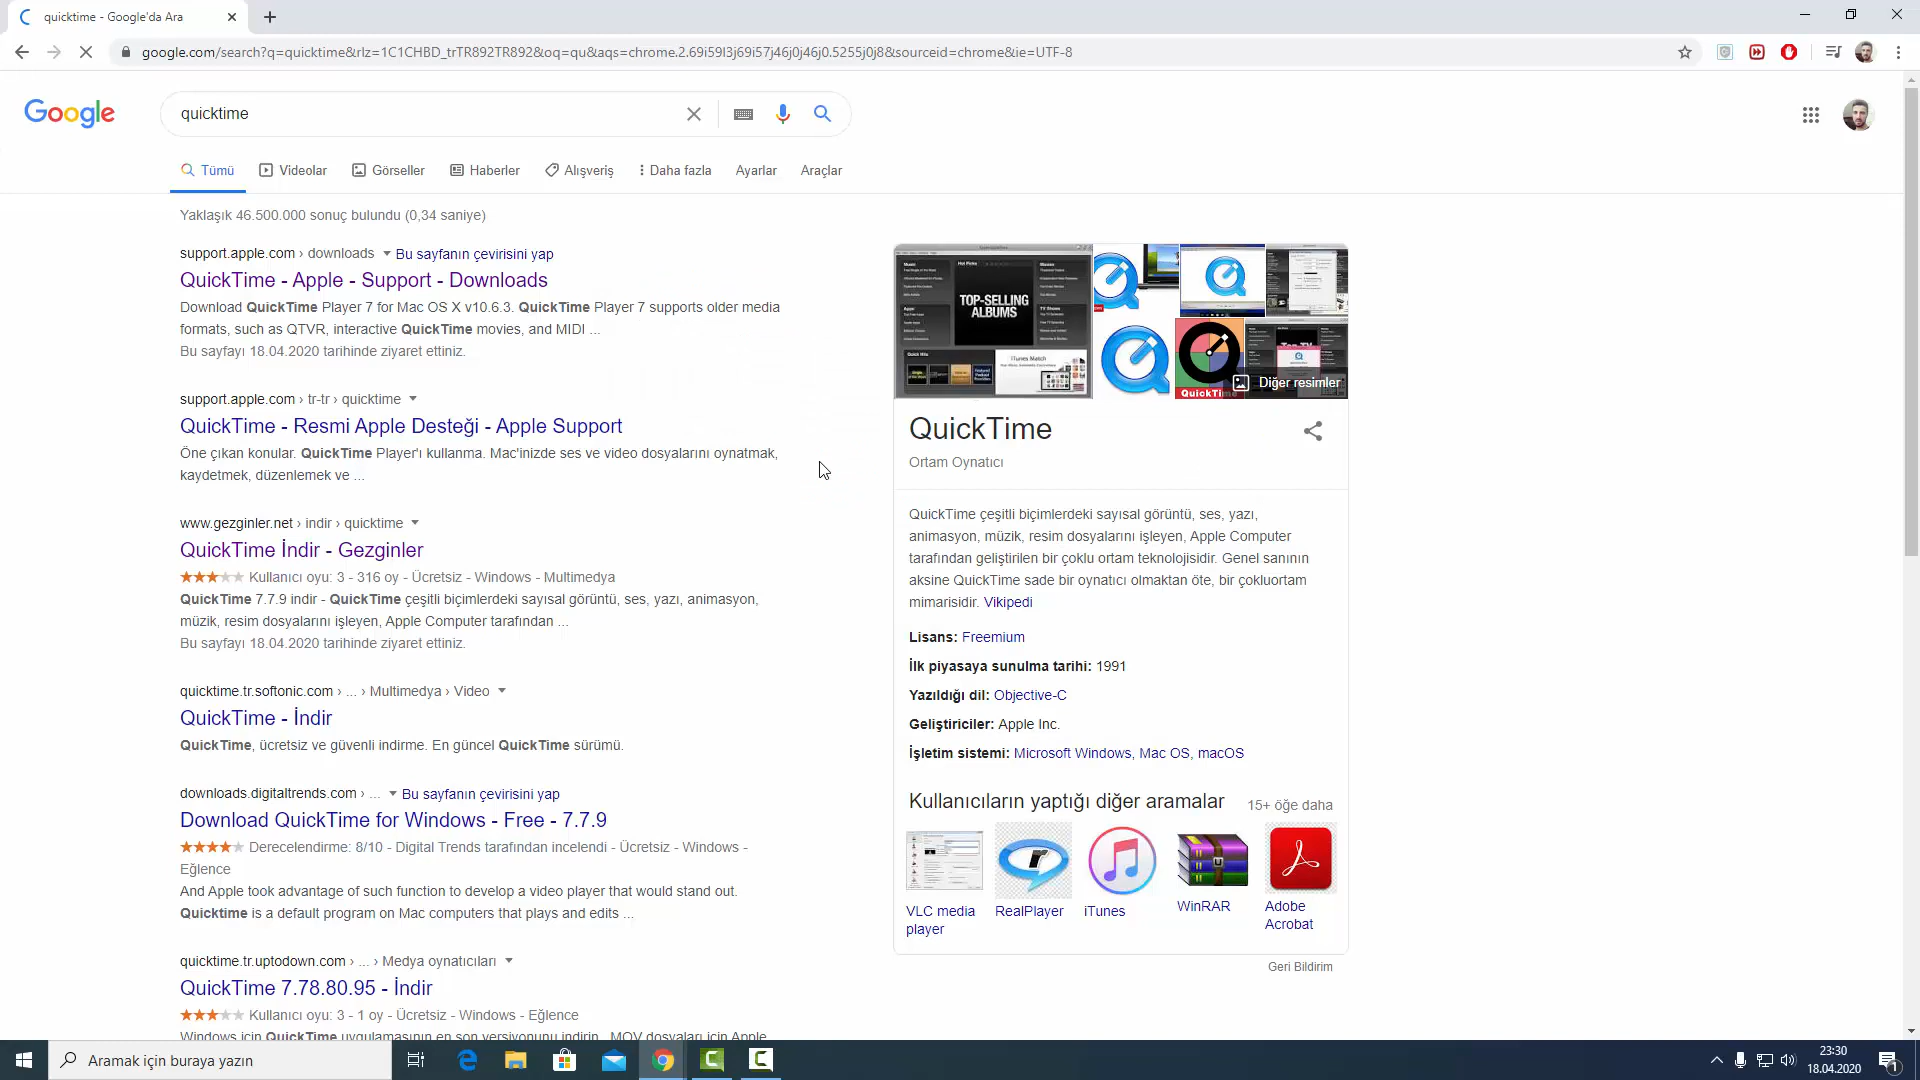 quicktime - Google'da Ara
google.com/search?q=quicktime&rlz=1C1CHBD_trTR892TR892&oq=qu&aqs=chrome.2.69i59l3j69i57j46j0j46j0.5255j0j8&sourceid=chrome&ie=UTF-8
Google
quicktime
Tümü Videolar Görseller Haberler Alışveriş Daha fazla Ayarlar Araçlar
Yaklaşık 46.500.000 sonuç bulundu (0,34 saniye)
support.apple.com › downloads Bu sayfanın çevirisini yap
QuickTime - Apple - Support - Downloads
Download QuickTime Player 7 for Mac OS X v10.6.3. QuickTime Player 7 supports older media
formats, such as QTVR, interactive QuickTime movies, and MIDI ...
Bu sayfayı 18.04.2020 tarihinde ziyaret ettiniz.
support.apple.com › tr-tr › quicktime
QuickTime - Resmi Apple Desteği - Apple Support
Öne çıkan konular. QuickTime Player'ı kullanma. Mac'inizde ses ve video dosyalarını oynatmak,
kaydetmek, düzenlemek ve ...
www.gezginler.net › indir › quicktime
QuickTime İndir - Gezginler
Kullanıcı oyu: 3 - 316 oy - Ücretsiz - Windows - Multimedya
QuickTime 7.7.9 indir - QuickTime çeşitli biçimlerdeki sayısal görüntü, ses, yazı, animasyon,
müzik, resim dosyalarını işleyen, Apple Computer tarafından ...
Bu sayfayı 18.04.2020 tarihinde ziyaret ettiniz.
quicktime.tr.softonic.com › ... › Multimedya › Video
QuickTime - İndir
QuickTime, ücretsiz ve güvenli indirme. En güncel QuickTime sürümü.
downloads.digitaltrends.com › ... Bu sayfanın çevirisini yap
Download QuickTime for Windows - Free - 7.7.9
Derecelendirme: 8/10 - Digital Trends tarafından incelendi - Ücretsiz - Windows -
Eğlence
And Apple took advantage of such function to develop a video player that would stand out.
Quicktime is a default program on Mac computers that plays and edits ...
quicktime.tr.uptodown.com › ... › Medya oynatıcıları
QuickTime 7.78.80.95 - İndir
Kullanıcı oyu: 3 - 1 oy - Ücretsiz - Windows - Eğlence
Windows için QuickTime uygulamasının en son versiyonunu indirin. .MOV dosyaları için Apple
TOP-SELLING
ALBUMS
iTunes Match
QuickTim
Diğer resimler
QuickTime
Ortam Oynatıcı
QuickTime çeşitli biçimlerdeki sayısal görüntü, ses, yazı,
animasyon, müzik, resim dosyalarını işleyen, Apple Computer
tarafından geliştirilen bir çoklu ortam teknolojisidir. Genel sanının
aksine QuickTime sade bir oynatıcı olmaktan öte, bir çokluortam
mimarisidir. Vikipedi
Lisans: Freemium
İlk piyasaya sunulma tarihi: 1991
Yazıldığı dil: Objective-C
Geliştiriciler: Apple Inc.
İşletim sistemi: Microsoft Windows, Mac OS, macOS
Kullanıcıların yaptığı diğer aramalar 15+ öğe daha
VLC media
player
RealPlayer
iTunes
WinRAR
Adobe
Acrobat
Geri Bildirim
Aramak için buraya yazın
23:30
18.04.2020
1